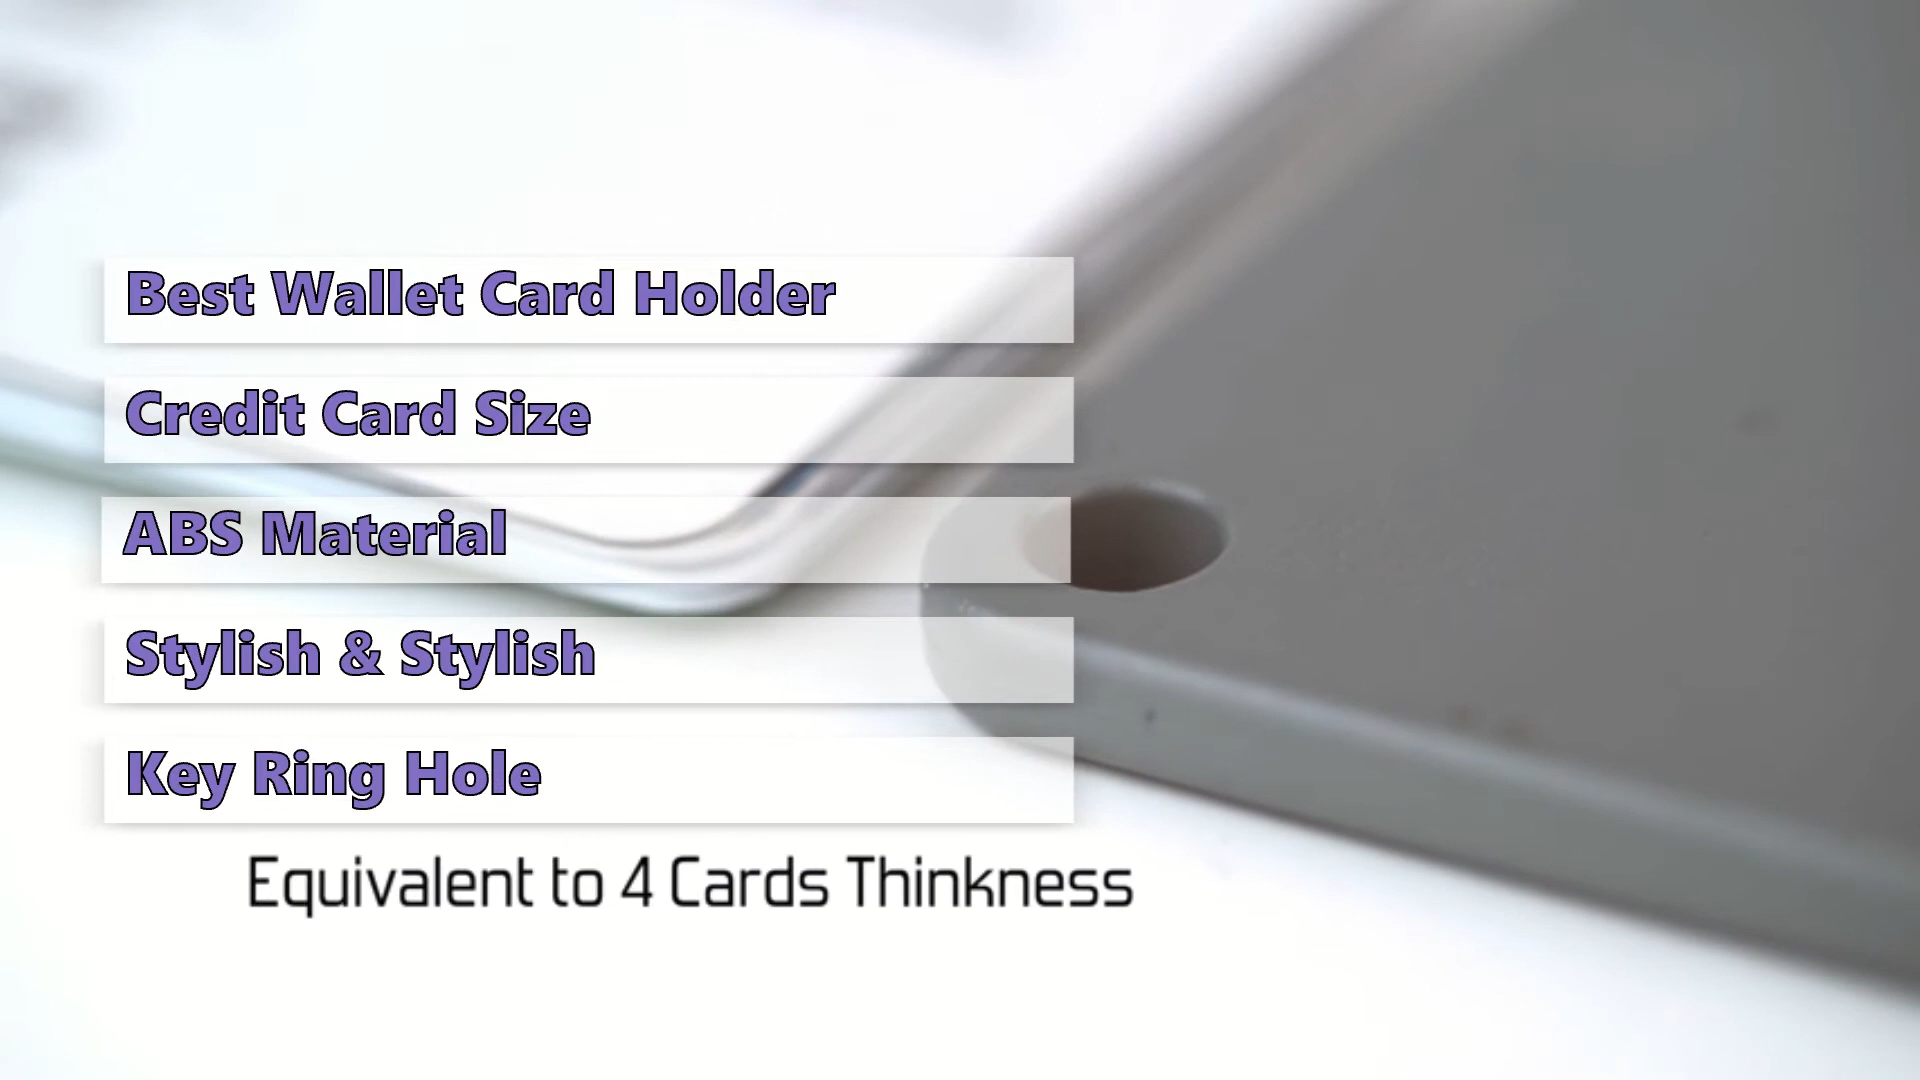 Best Wallet Card Holder
Credit Card Size
ABS Material
Stylish & Stylish
Key Ring Hole
Equivalent to 4 Cards Thinkness